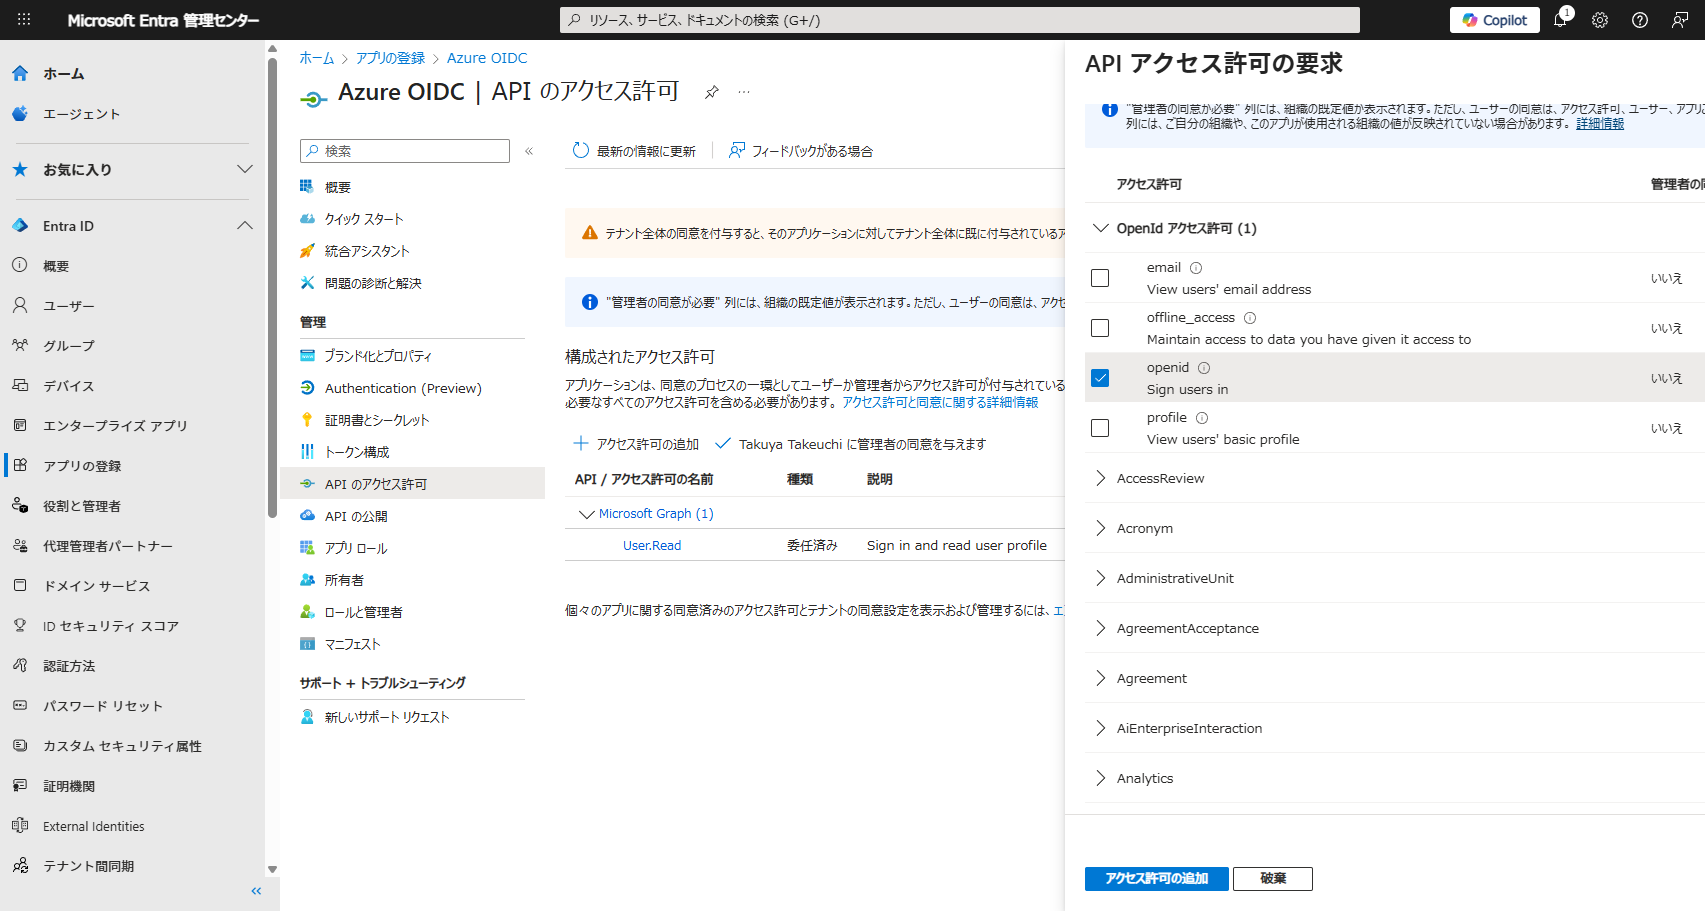 Microsoft Entra 管理センター
リソース、サービス、ドキュメントの検索 (G+/)
Copilot
1
ホーム
エージェント
お気に入り
Entra ID
概要
ユーザー
グループ
デバイス
エンタープライズ アプリ
アプリの登録
役割と管理者
代理管理者パートナー
ドメイン サービス
ID セキュリティ スコア
認証方法
パスワード リセット
カスタム セキュリティ属性
証明機関
External Identities
テナント間同期
ホーム > アプリの登録 > Azure OIDC
Azure OIDC | API のアクセス許可
検索
概要
クイック スタート
統合アシスタント
問題の診断と解決
管理
ブランド化とプロパティ
Authentication (Preview)
証明書とシークレット
トークン構成
API のアクセス許可
API の公開
アプリ ロール
所有者
ロールと管理者
マニフェスト
サポート + トラブルシューティング
新しいサポート リクエスト
最新の情報に更新
フィードバックがある場合
テナント全体の同意を付与すると、そのアプリケーションに対してテナント全体に既に付与されているア
"管理者の同意が必要" 列には、組織の既定値が表示されます。ただし、ユーザーの同意は、アクセ
構成されたアクセス許可
アプリケーションは、同意のプロセスの一環としてユーザーか管理者からアクセス許可が付与されている
必要なすべてのアクセス許可を含める必要があります。 アクセス許可と同意に関する詳細情報
アクセス許可の追加
Takuya Takeuchi に管理者の同意を与えます
API / アクセス許可の名前 種類 説明
Microsoft Graph (1)
User.Read 委任済み Sign in and read user profile
個々のアプリに関する同意済みのアクセス許可とテナントの同意設定を表示および管理するには、エ
API アクセス許可の要求
"管理者の同意が必要" 列には、組織の既定値が表示されます。ただし、ユーザーの同意は、アクセス許可、ユーザー、アプリ
列には、ご自分の組織や、このアプリが使用される組織の値が反映されていない場合があります。 詳細情報
アクセス許可 管理者の同
OpenId アクセス許可 (1)
email
View users' email address
いいえ
offline_access
Maintain access to data you have given it access to
いいえ
openid
Sign users in
いいえ
profile
View users' basic profile
いいえ
AccessReview
Acronym
AdministrativeUnit
AgreementAcceptance
Agreement
AiEnterpriseInteraction
Analytics
アクセス許可の追加
破棄